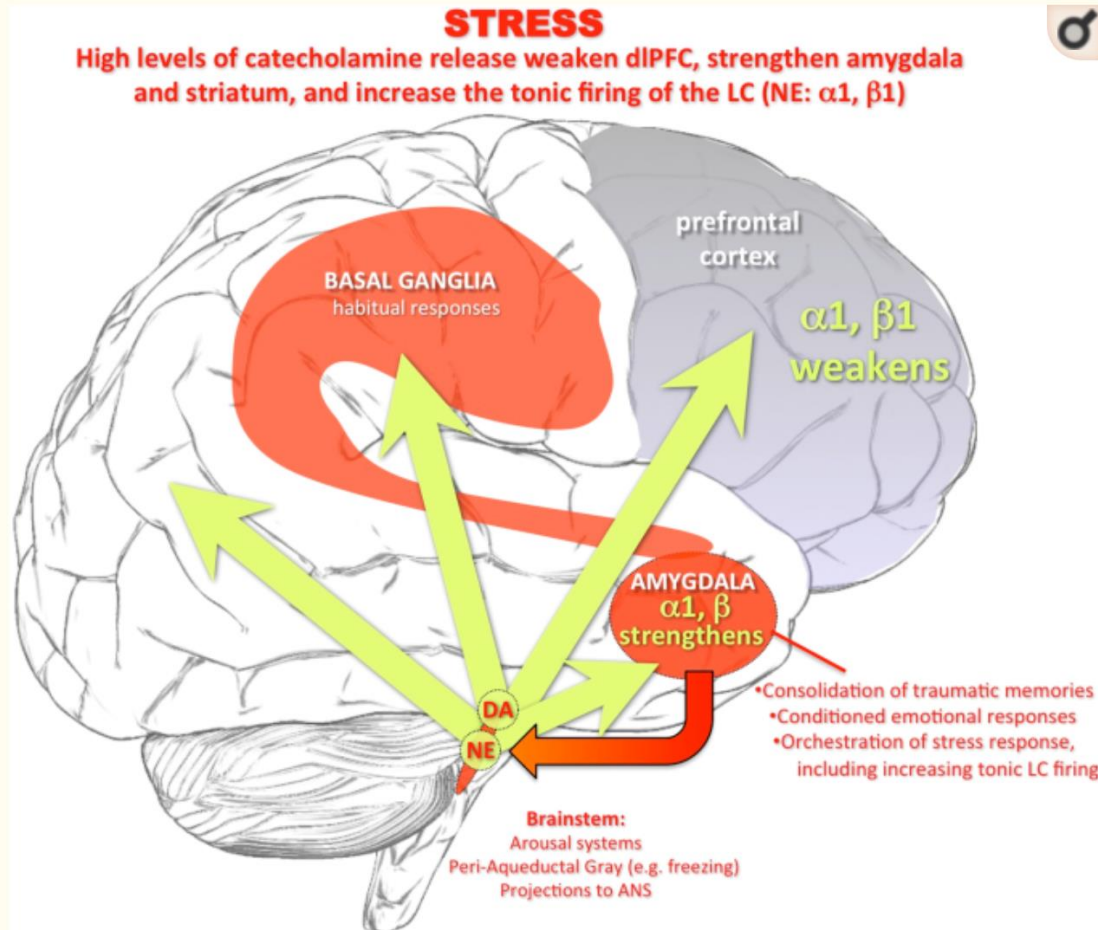 STRESS
High levels of catecholamine release weaken dlPFC, strengthen amygdala
and striatum, and increase the tonic firing of the LC (NE: α1, β1)
prefrontal
cortex
BASAL GANGLIA
habitual responses
α1, β1
weakens
AMYGDALA
α1, β
strengthens
•Consolidation of traumatic memories
•Conditioned emotional responses
•Orchestration of stress response,
including increasing tonic LC firing
DA
NE
Brainstem:
Arousal systems
Peri-Aqueductal Gray (e.g. freezing)
Projections to ANS